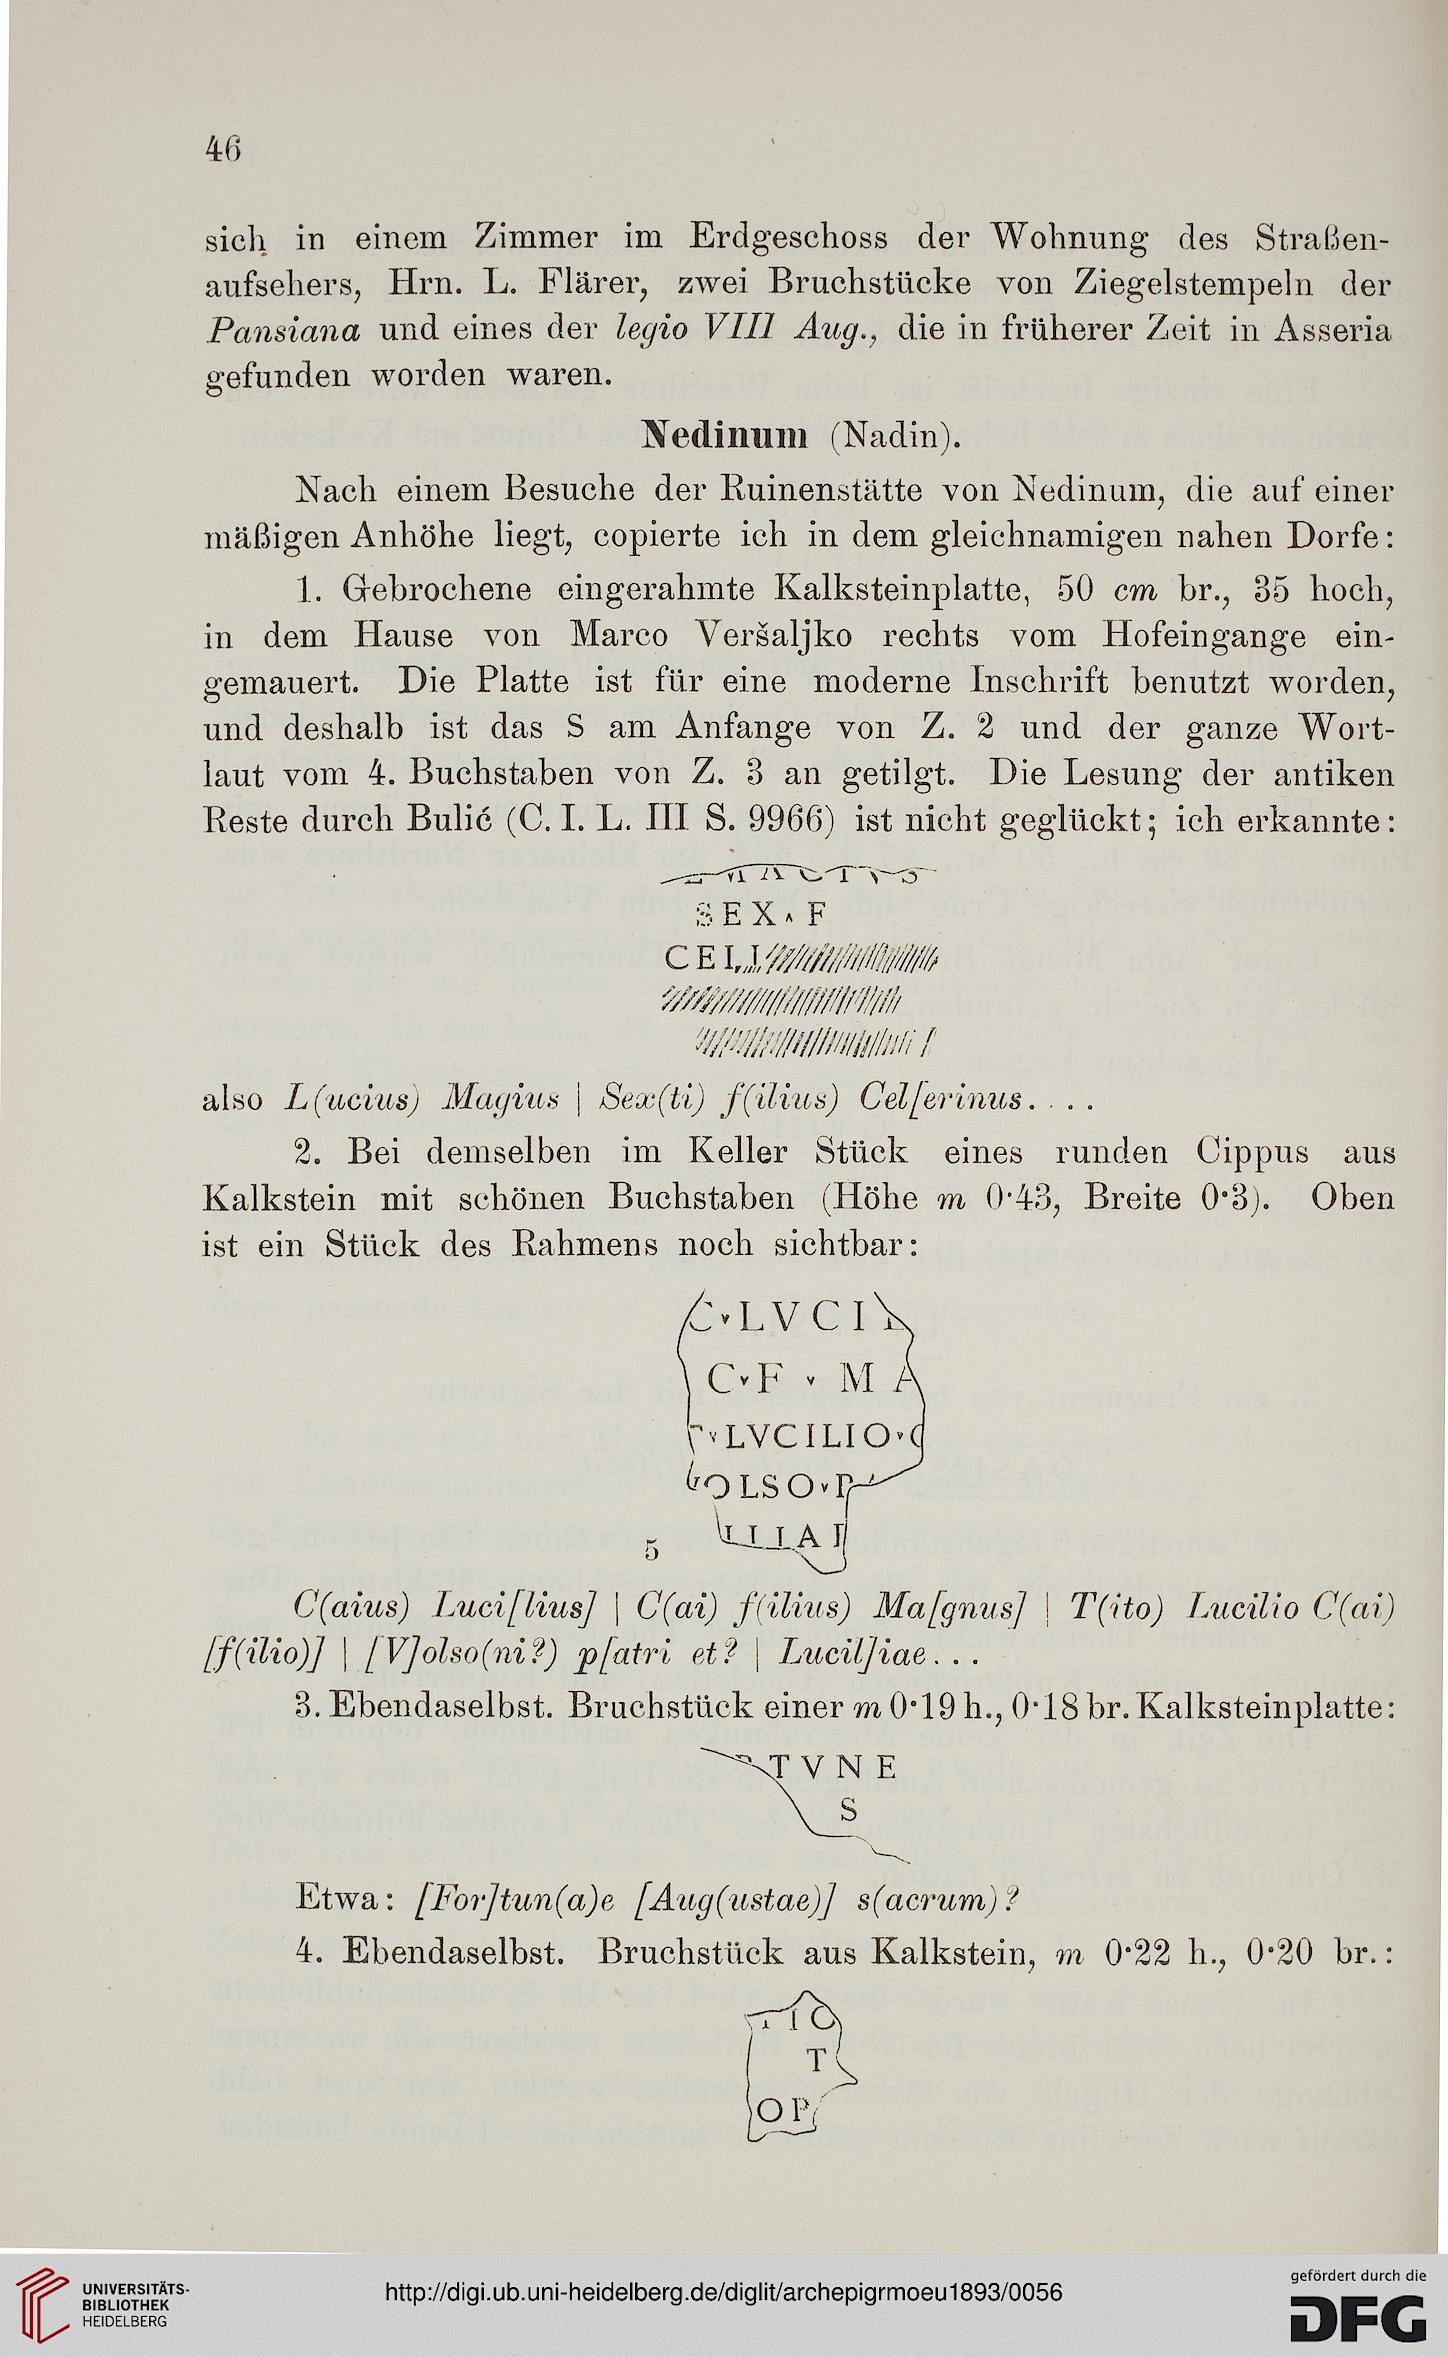 46
sich in einem Zimmer im Erdgeschoss der Wohnung des Straßen-
aufsehers, Hrn. L. Flärer, zwei Bruchstücke von Ziegelstempeln der
Pansiana und eines der legio VIII Aug., die in früherer Zeit in Asseria
gefunden worden waren.
Nedinum (Nadin).
Nach einem Besuche der Ruinenstätte von Nedinum, die auf einer
mäßigen Anhöhe liegt, copierte ich in dem gleichnamigen nahen Dorfe:
1. Gebrochene eingerahmte Kalksteinplatte, 50 cm br., 35 hoch,
in dem Hause von Marco Veršaljko rechts vom Hofeingange ein-
gemauert. Die Platte ist für eine moderne Inschrift benutzt worden,
und deshalb ist das S am Anfange von Z. 2 und der ganze Wort-
laut vom 4. Buchstaben von Z. 3 an getilgt. Die Lesung der antiken
Reste durch Bulić (C. I. L. III S. 9966) ist nicht geglückt; ich erkannte:
SEX ‸ F
CEL
also L(ucius) Magius | Sex(ti) f(ilius) Cel[erinus. . . .
2. Bei demselben im Keller Stück eines runden Cippus aus
Kalkstein mit schönen Buchstaben (Höhe m 0·43, Breite 0·3). Oben
ist ein Stück des Rahmens noch sichtbar:
C ˅ LVCIL
C ˅ F ˅ MA
T ˅ LVCILIO ˅ C
OLSO ˅ P
5 IIIAE
C(aius) Luci[lius] | C(ai) f(ilius) Ma[gnus] | T(ito) Lucilio C(ai)
[f(ilio)] | [V]olso(ni?) p[atri et? | Lucil]iae. . .
3. Ebendaselbst. Bruchstück einer m 0·19 h., 0·18 br. Kalksteinplatte:
TVNE
S
Etwa: [For]tun(a)e [Aug(ustae)] s(acrum)?
4. Ebendaselbst. Bruchstück aus Kalkstein, m 0·22 h., 0·20 br.:
IO
T
OP
UNIVERSITÄTS-
BIBLIOTHEK
HEIDELBERG
http://digi.ub.uni-heidelberg.de/diglit/archepigrmoeu1893/0056
gefördert durch die
DFG